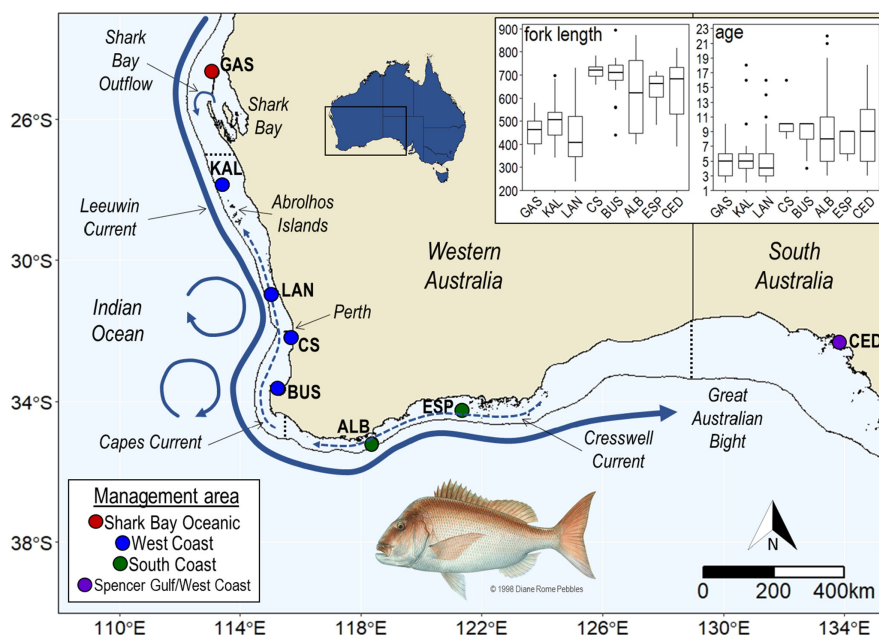 Shark
Bay
Outflow
GAS
Shark
Bay
KAL
Leeuwin
Current
Abrolhos
Islands
Indian
Ocean
LAN
Perth
CS
BUS
Capes Current
ALB
ESP
Cresswell
Current
Great
Australian
Bight
CED
Western
Australia
South
Australia
fork length
900
800
700
600
500
400
300
200
GAS
KAL
LAN
CS
BUS
ALB
ESP
CED
age
23
21
19
17
15
13
11
9
7
5
3
1
GAS
KAL
LAN
CS
BUS
ALB
ESP
CED
26°S
30°S
34°S
38°S
Management area
Shark Bay Oceanic
West Coast
South Coast
Spencer Gulf/West Coast
© 1998 Diane Rome Pebbles
N
0 200 400km
110°E 114°E 118°E 122°E 126°E 130°E 134°E